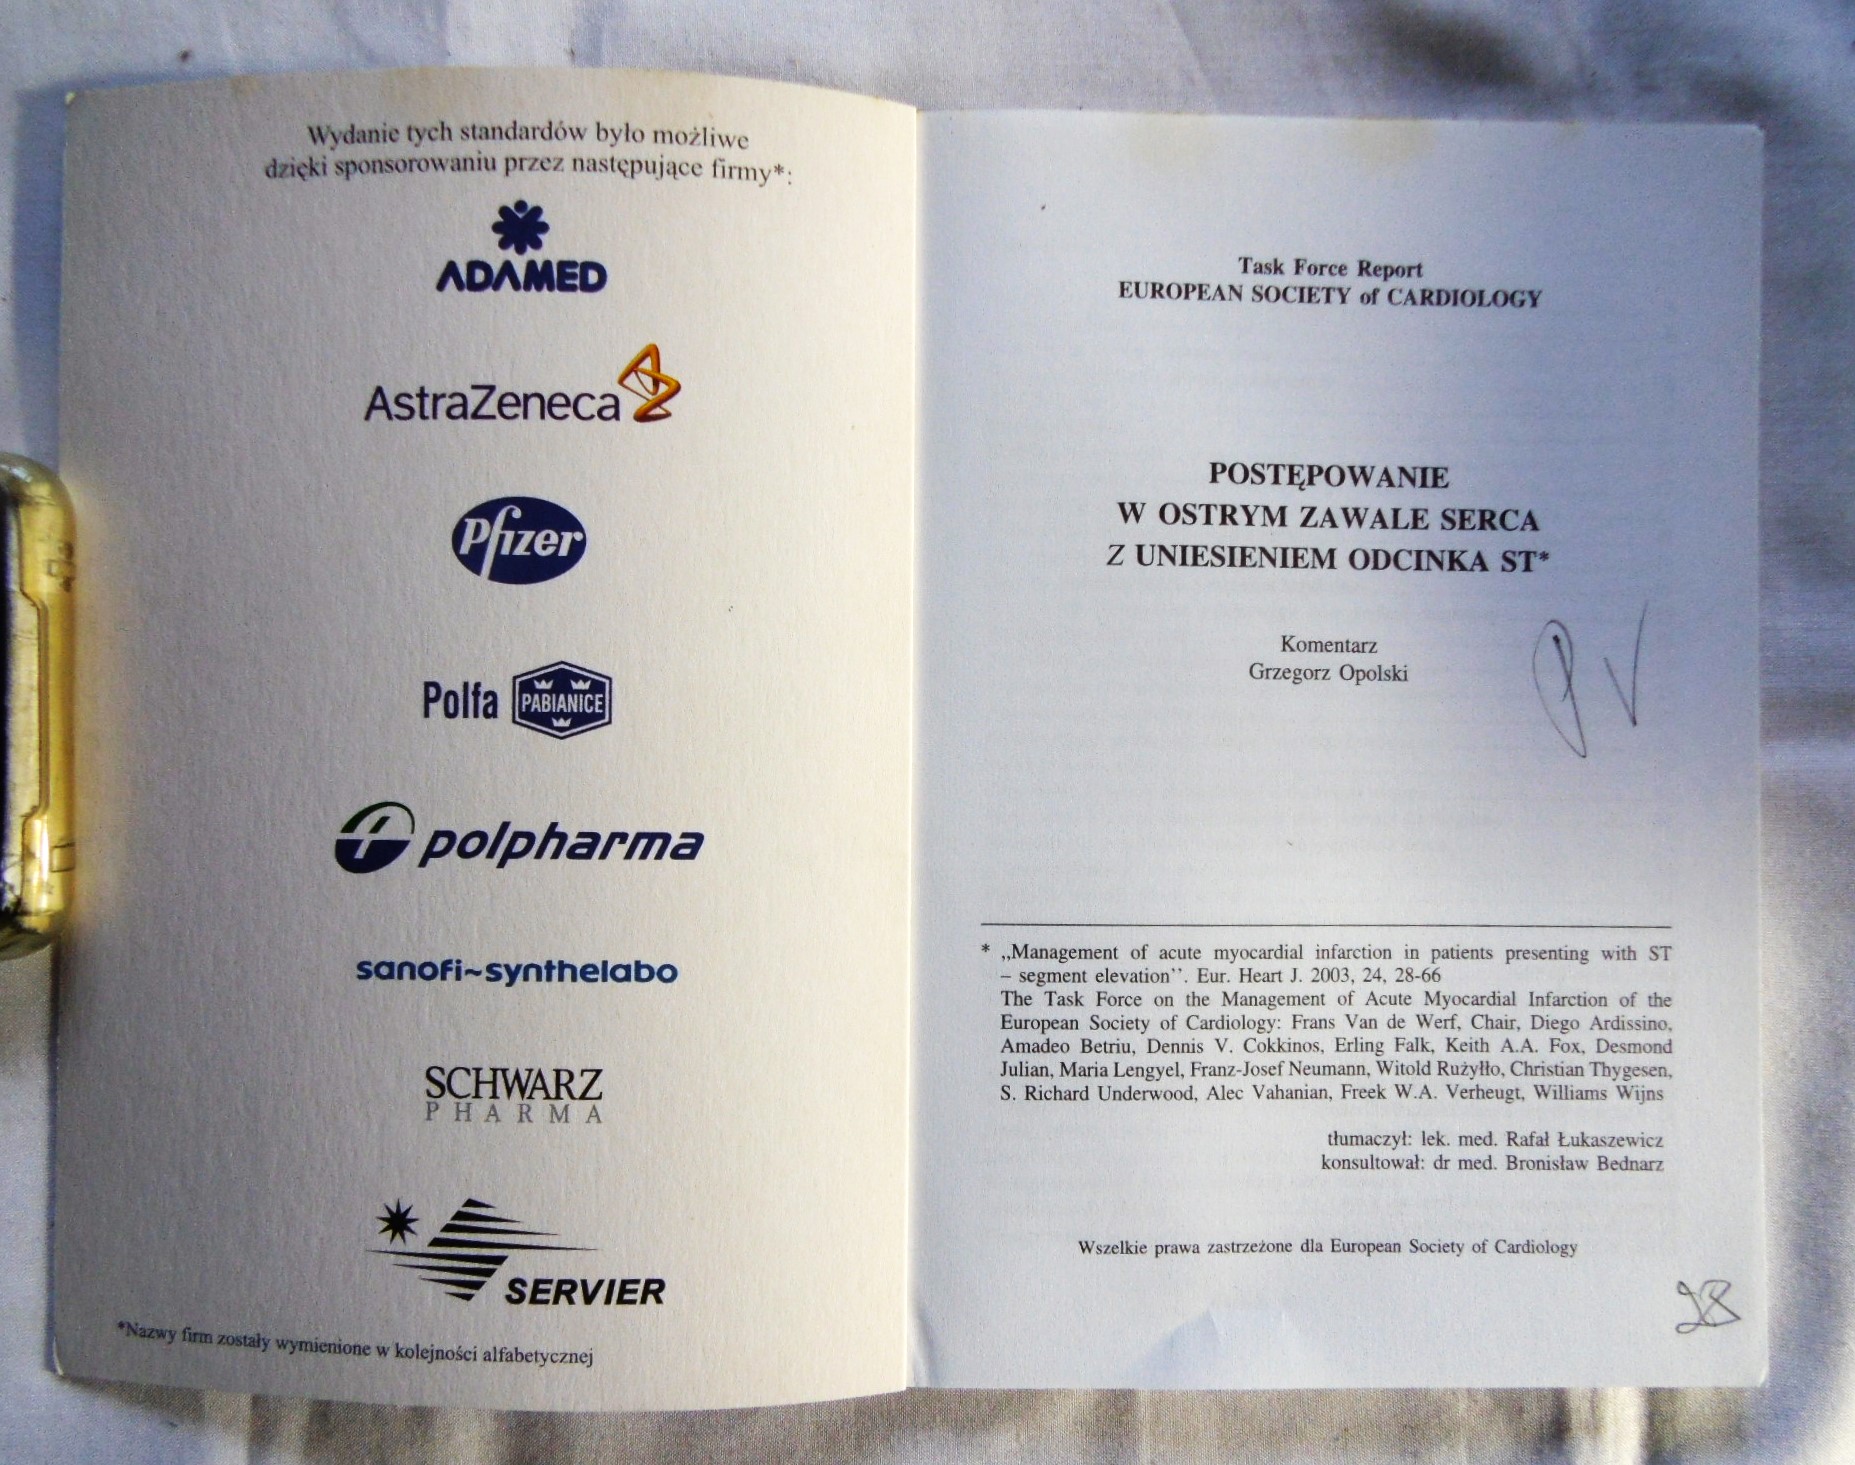 Wydanie tych standardów było możliwe
dzięki sponsorowaniu przez następujące firmy*:
ADAMED
AstraZeneca
Pfizer
Polfa PABIANICE
polpharma
sanofi~synthelabo
SCHWARZ
PHARMA
SERVIER
*Nazwy firm zostały wymienione w kolejności alfabetycznej
Task Force Report
EUROPEAN SOCIETY of CARDIOLOGY
POSTĘPOWANIE
W OSTRYM ZAWALE SERCA
Z UNIESIENIEM ODCINKA ST*
Komentarz
Grzegorz Opolski
* ,,Management of acute myocardial infarction in patients presenting with ST
– segment elevation’’. Eur. Heart J. 2003, 24, 28-66
The Task Force on the Management of Acute Myocardial Infarction of the
European Society of Cardiology: Frans Van de Werf, Chair, Diego Ardissino,
Amadeo Betriu, Dennis V. Cokkinos, Erling Falk, Keith A.A. Fox, Desmond
Julian, Maria Lengyel, Franz-Josef Neumann, Witold Rużyłło, Christian Thygesen,
S. Richard Underwood, Alec Vahanian, Freek W.A. Verheugt, Williams Wijns
tłumaczył: lek. med. Rafał Łukaszewicz
konsultował: dr med. Bronisław Bednarz
Wszelkie prawa zastrzeżone dla European Society of Cardiology